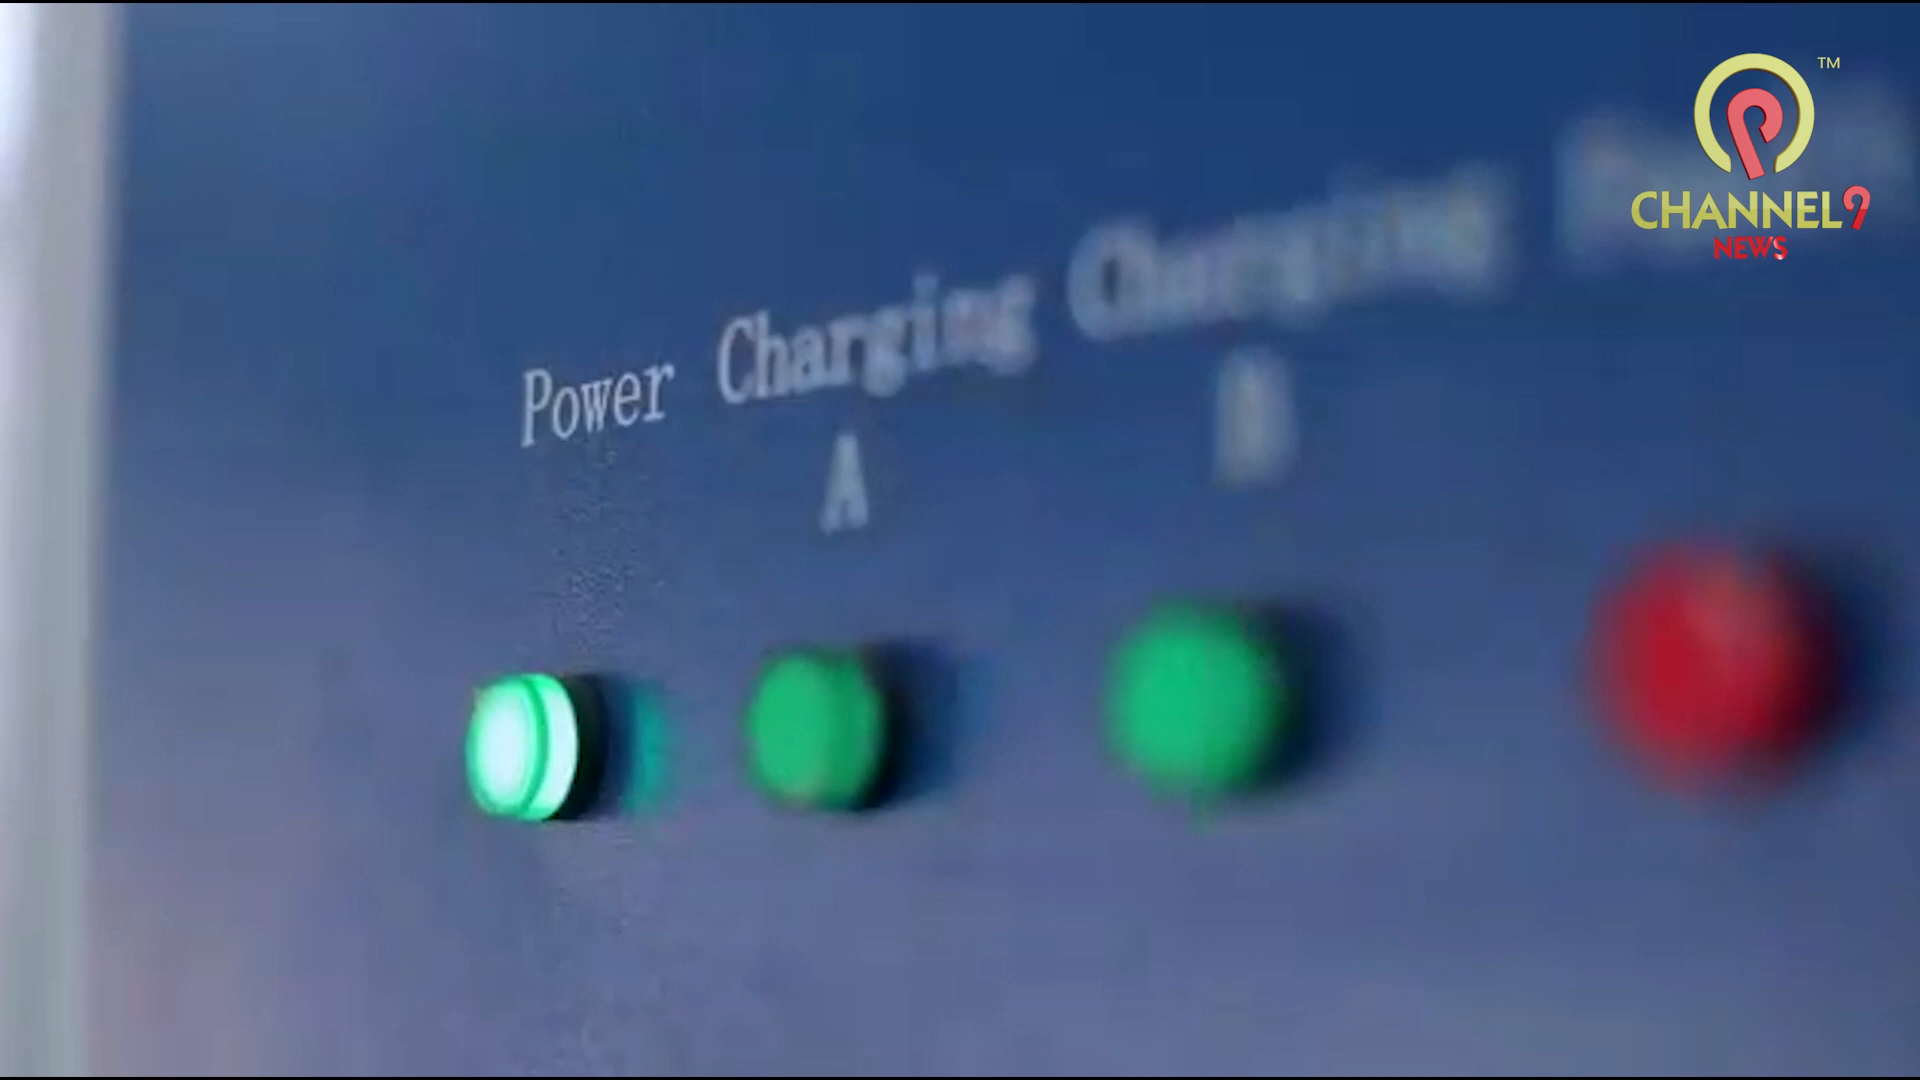 Power
Charging
A
Charging
TM
CHANNEL9
NEWS